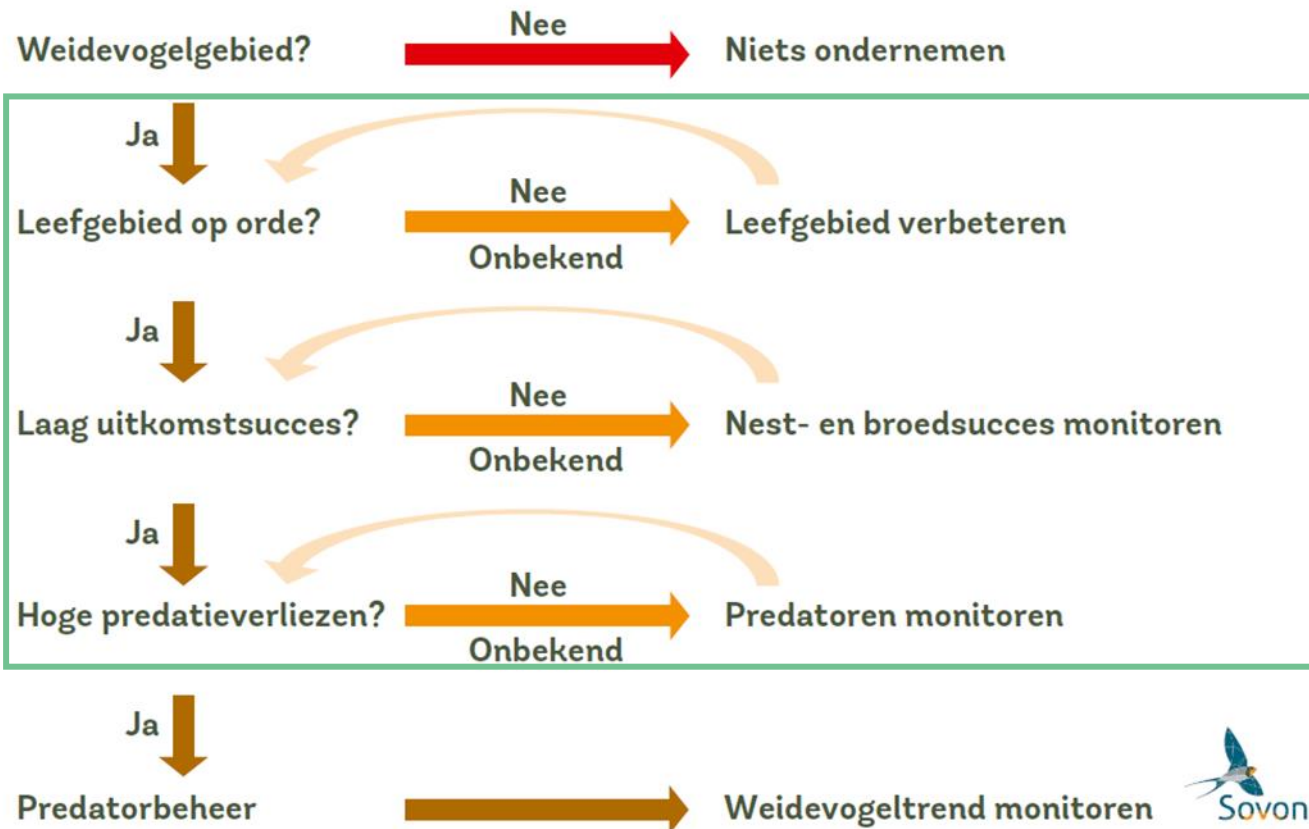 Nee
Weidevogelgebied?
Niets ondernemen
Ja
Nee
Leefgebied op orde?
Leefgebied verbeteren
Onbekend
Ja
Nee
Laag uitkomstsucces?
Nest- en broedsucces monitoren
Onbekend
Ja
Nee
Hoge predatieverliezen?
Predatoren monitoren
Onbekend
Ja
Predatorbeheer
Weidevogeltrend monitoren
Sovon